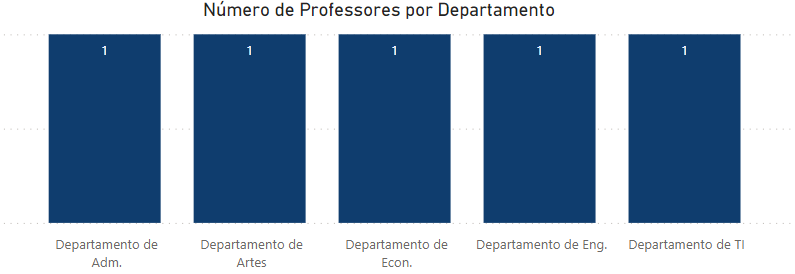 Número de Professores por Departamento
1 1 1 1 1
Departamento de Adm.
Departamento de Artes
Departamento de Econ.
Departamento de Eng.
Departamento de TI